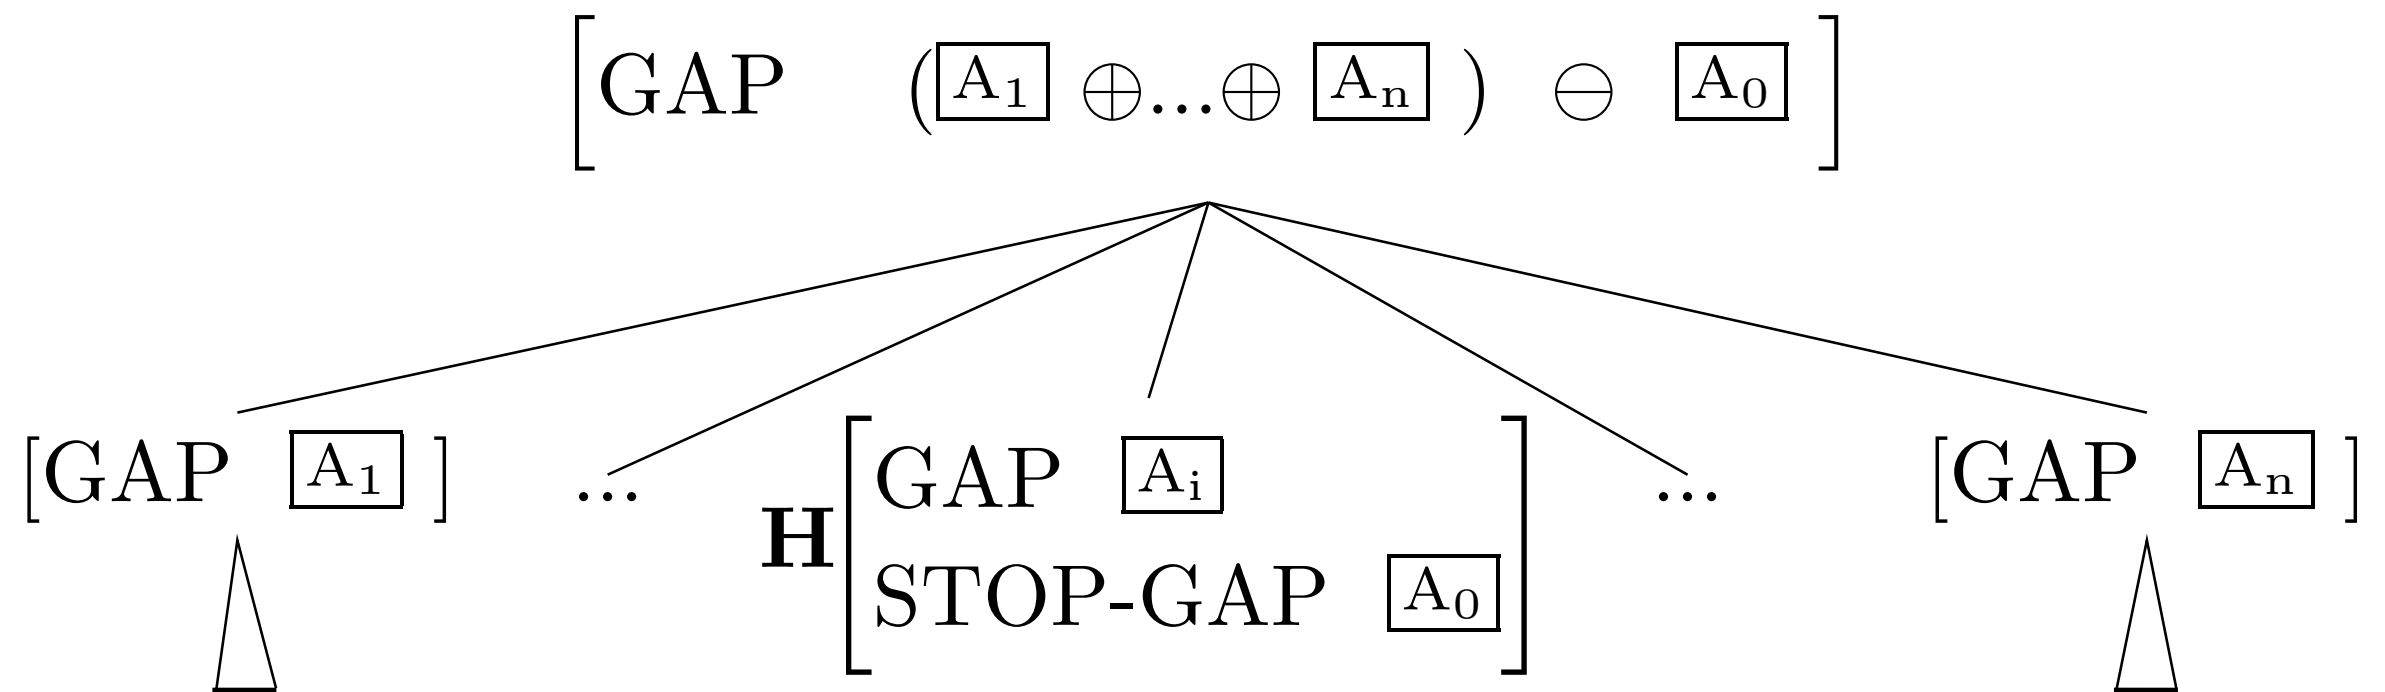 [GAP (A₁ ⊕...⊕ Aₙ) ⊖ A₀]
[GAP A₁] ... H[GAP Aᵢ ... [GAP Aₙ]
STOP-GAP A₀]